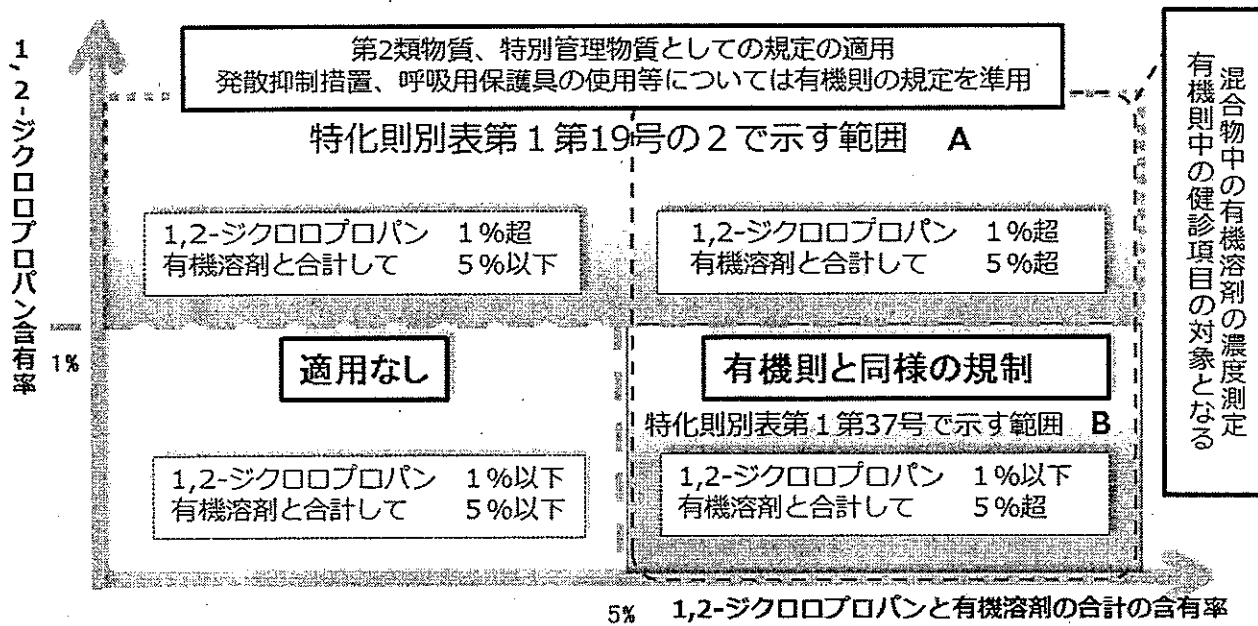 第2類物質、特別管理物質としての規定の適用
発散抑制措置、呼吸用保護具の使用等については有機則の規定を準用
混合物中の有機溶剤の濃度測定
有機則中の健診項目の対象となる
1,2-ジクロロプロパン含有率
特化則別表第1第19号の2で示す範囲 A
1,2-ジクロロプロパン 1%超
有機溶剤と合計して 5%以下
1,2-ジクロロプロパン 1%超
有機溶剤と合計して 5%超
1%
適用なし
有機則と同様の規制
特化則別表第1第37号で示す範囲 B
1,2-ジクロロプロパン 1%以下
有機溶剤と合計して 5%以下
1,2-ジクロロプロパン 1%以下
有機溶剤と合計して 5%超
5%
1,2-ジクロロプロパンと有機溶剤の合計の含有率